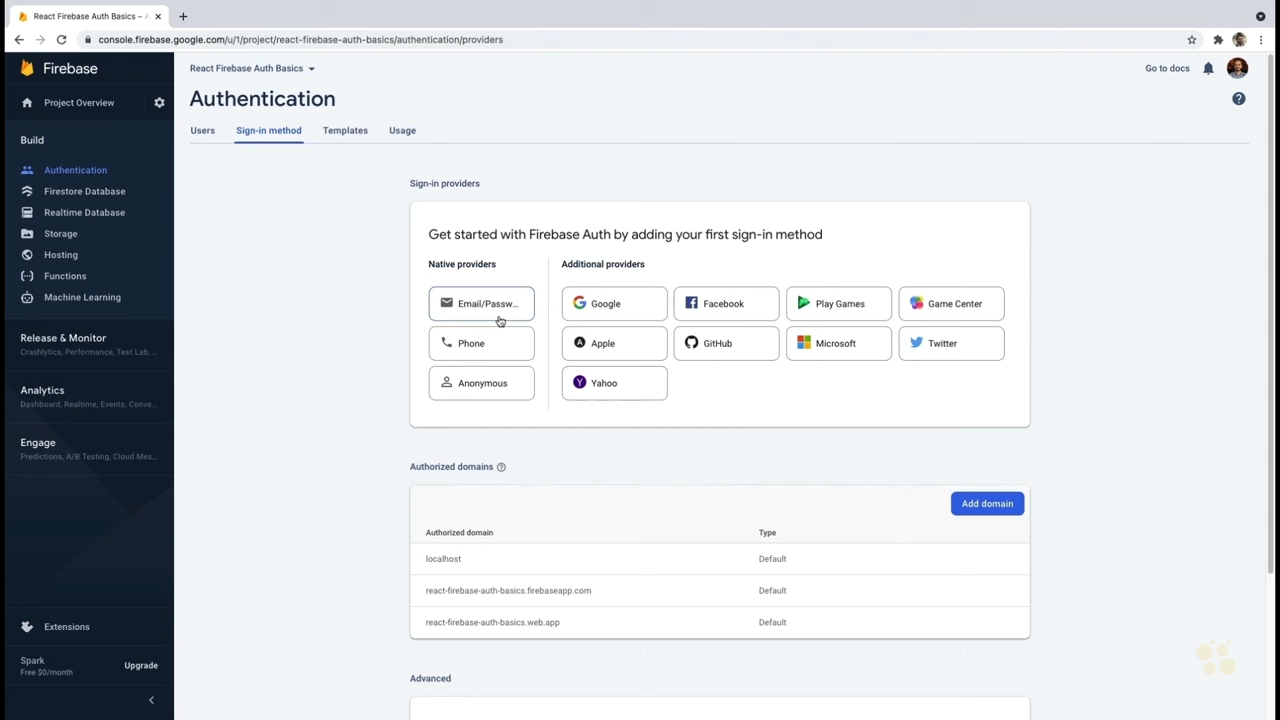 React Firebase Auth Basics – A
console.firebase.google.com/u/1/project/react-firebase-auth-basics/authentication/providers
Firebase
Project Overview
Build
Authentication
Firestore Database
Realtime Database
Storage
Hosting
Functions
Machine Learning
Release & Monitor
Crashlytics, Performance, Test Lab, ...
Analytics
Dashboard, Realtime, Events, Conve...
Engage
Predictions, A/B Testing, Cloud Mes...
Extensions
Spark
Free $0/month
Upgrade
React Firebase Auth Basics
Go to docs
Authentication
Users
Sign-in method
Templates
Usage
Sign-in providers
Get started with Firebase Auth by adding your first sign-in method
Native providers
Email/Passw...
Phone
Anonymous
Additional providers
Google
Facebook
Play Games
Game Center
Apple
GitHub
Microsoft
Twitter
Yahoo
Authorized domains
Add domain
Authorized domain Type
localhost Default
react-firebase-auth-basics.firebaseapp.com Default
react-firebase-auth-basics.web.app Default
Advanced